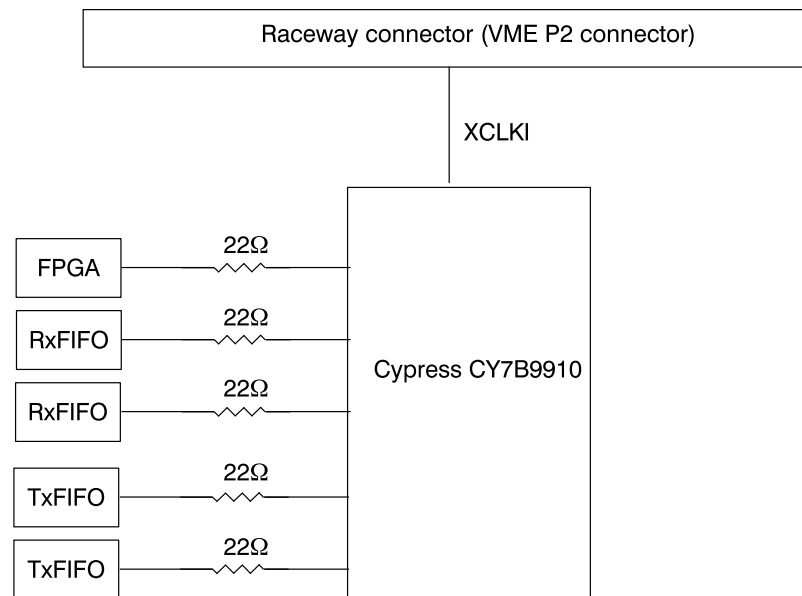 Raceway connector (VME P2 connector)
XCLKI
22Ω
FPGA
22Ω
RxFIFO
Cypress CY7B9910
22Ω
RxFIFO
22Ω
TxFIFO
22Ω
TxFIFO